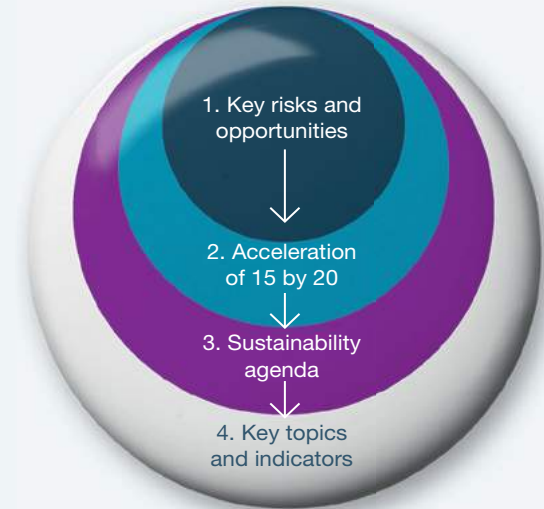 1. Key risks and
opportunities
2. Acceleration
of 15 by 20
3. Sustainability
agenda
4. Key topics
and indicators